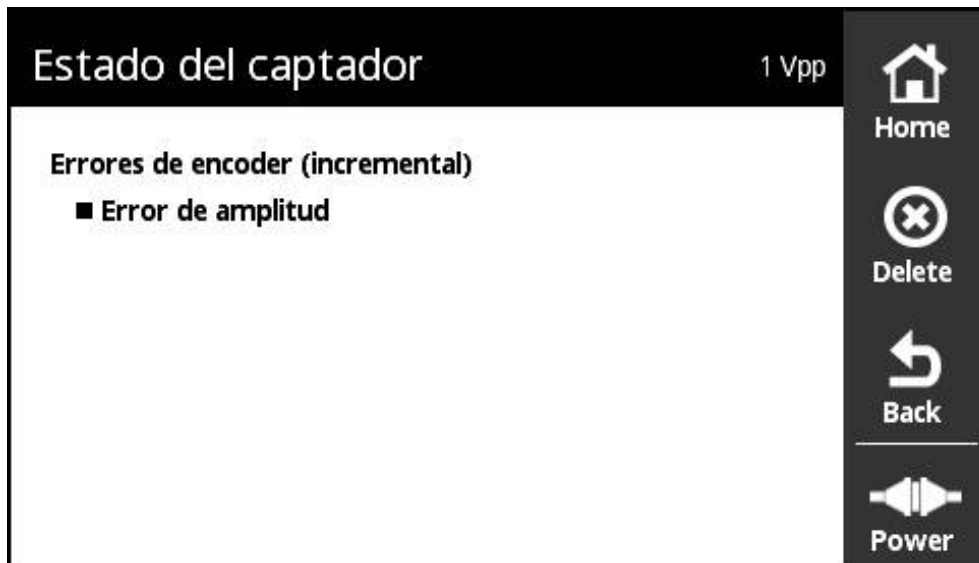 Estado del captador
1 Vpp
Errores de encoder (incremental)
■ Error de amplitud
Home
Delete
Back
Power